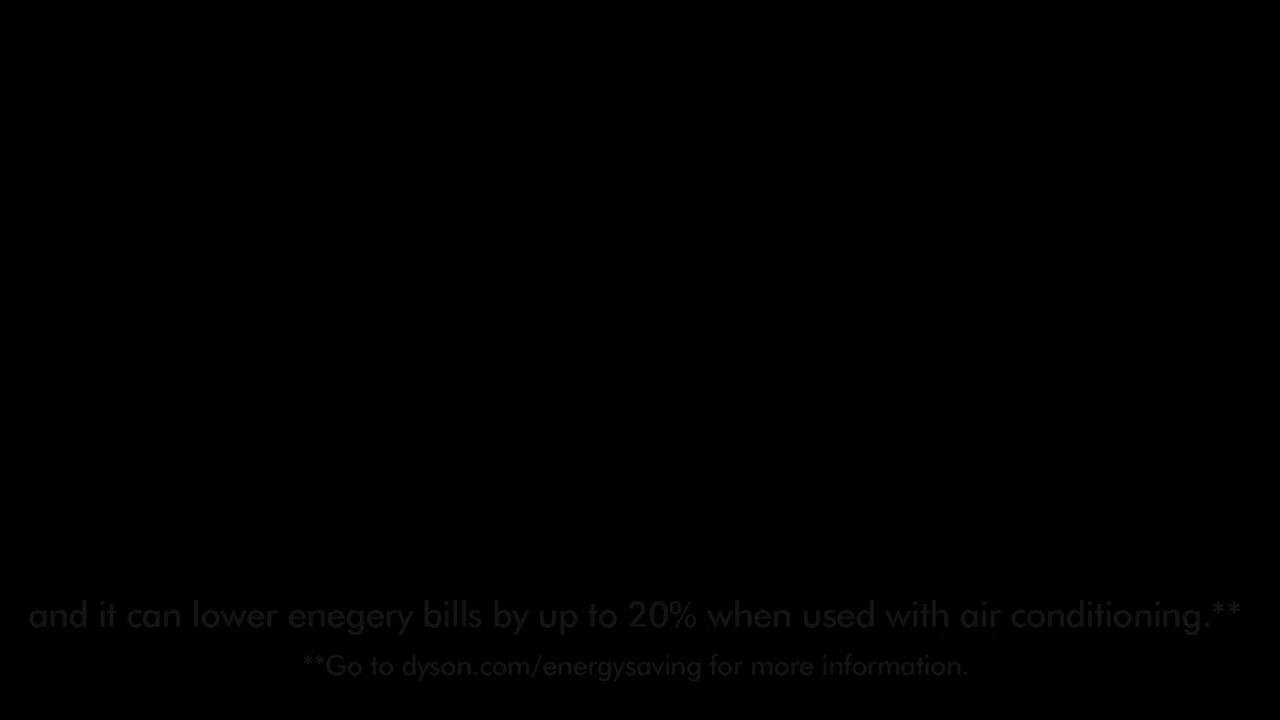 and it can lower enegery bills by up to 20% when used with air conditioning.**
**Go to dyson.com/energysaving for more information.